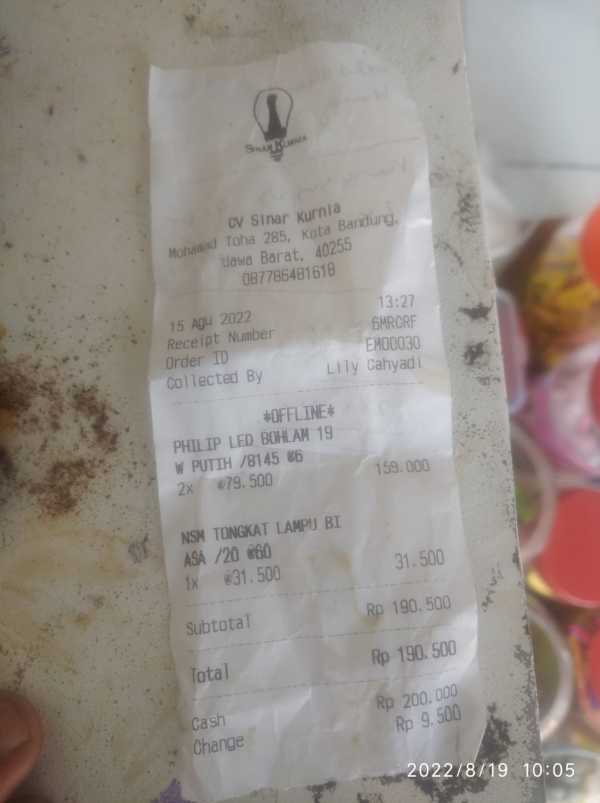 SINAR KURNIA
CV Sinar Kurnia
Mohamad Toha 285, Kota Bandung,
Jawa Barat, 40255
087786481618
15 Agu 2022 13:27
Receipt Number 6MRGRF
Order ID EM00030
Collected By Lily Cahyadi
*OFFLINE*
PHILIP LED BOHLAM 19
W PUTIH /8145 @6
2x @79.500 159.000
NSM TONGKAT LAMPU BI
ASA /20 @60
1x @31.500 31.500
Subtotal Rp 190.500
Total Rp 190.500
Cash Rp 200.000
Change Rp 9.500
2022/8/19 10:05